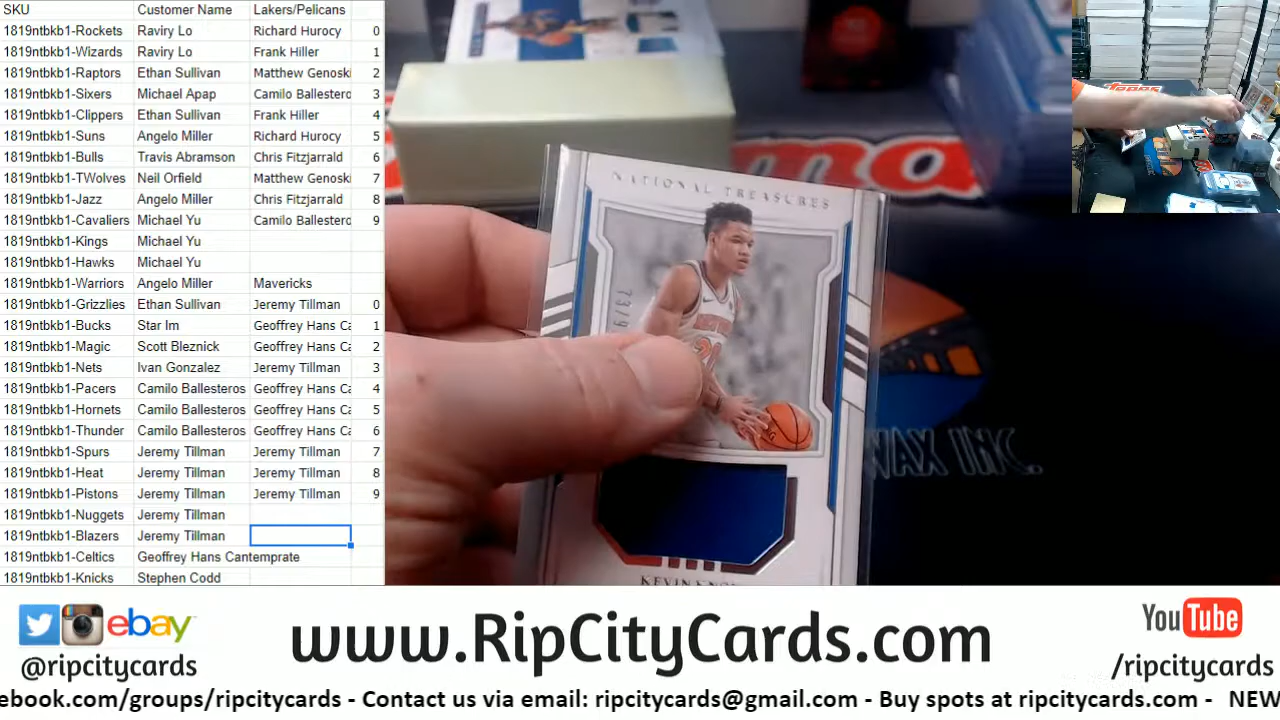 SKU Customer Name Lakers/Pelicans
1819ntbkb1-Rockets Raviry Lo Richard Hurocy 0
1819ntbkb1-Wizards Raviry Lo Frank Hiller 1
1819ntbkb1-Raptors Ethan Sullivan Matthew Genoski 2
1819ntbkb1-Sixers Michael Apap Camilo Ballestero 3
1819ntbkb1-Clippers Ethan Sullivan Frank Hiller 4
1819ntbkb1-Suns Angelo Miller Richard Hurocy 5
1819ntbkb1-Bulls Travis Abramson Chris Fitzjarrald 6
1819ntbkb1-TWolves Neil Orfield Matthew Genoski 7
1819ntbkb1-Jazz Angelo Miller Chris Fitzjarrald 8
1819ntbkb1-Cavaliers Michael Yu Camilo Ballestero 9
1819ntbkb1-Kings Michael Yu
1819ntbkb1-Hawks Michael Yu
1819ntbkb1-Warriors Angelo Miller Mavericks
1819ntbkb1-Grizzlies Ethan Sullivan Jeremy Tillman 0
1819ntbkb1-Bucks Star Im Geoffrey Hans Ca 1
1819ntbkb1-Magic Scott Bleznick Geoffrey Hans Ca 2
1819ntbkb1-Nets Ivan Gonzalez Jeremy Tillman 3
1819ntbkb1-Pacers Camilo Ballesteros Geoffrey Hans Ca 4
1819ntbkb1-Hornets Camilo Ballesteros Geoffrey Hans Ca 5
1819ntbkb1-Thunder Camilo Ballesteros Geoffrey Hans Ca 6
1819ntbkb1-Spurs Jeremy Tillman Jeremy Tillman 7
1819ntbkb1-Heat Jeremy Tillman Jeremy Tillman 8
1819ntbkb1-Pistons Jeremy Tillman Jeremy Tillman 9
1819ntbkb1-Nuggets Jeremy Tillman
1819ntbkb1-Blazers Jeremy Tillman
1819ntbkb1-Celtics Geoffrey Hans Cantemprate
1819ntbkb1-Knicks Stephen Codd
NATIONAL TREASURES
KEVIN
WAX INC.
Topps
ebay
@ripcitycards
www.RipCityCards.com
YouTube
/ripcitycards
ebook.com/groups/ripcitycards - Contact us via email: ripcitycards@gmail.com - Buy spots at ripcitycards.com - NEW